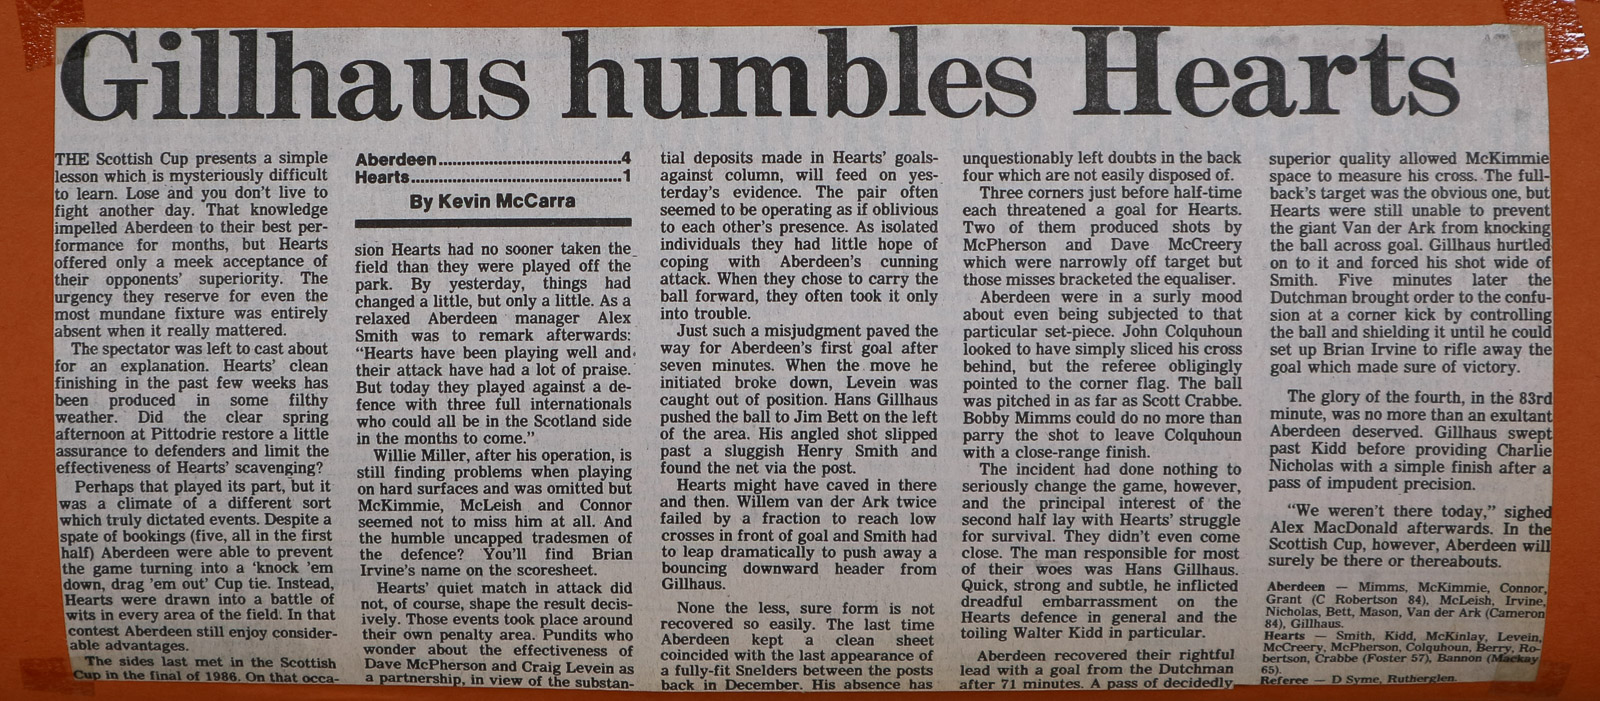 Gillhaus humbles Hearts
THE Scottish Cup presents a simple
lesson which is mysteriously difficult
to learn. Lose and you don't live to
fight another day. That knowledge
impelled Aberdeen to their best per-
formance for months, but Hearts
offered only a meek acceptance of
their opponents' superiority. The
urgency they reserve for even the
most mundane fixture was entirely
absent when it really mattered.
The spectator was left to cast about
for an explanation. Hearts' clean
finishing in the past few weeks has
been produced in some filthy
weather. Did the clear spring
afternoon at Pittodrie restore a little
assurance to defenders and limit the
effectiveness of Hearts' scavenging?
Perhaps that played its part, but it
was a climate of a different sort
which truly dictated events. Despite a
spate of bookings (five, all in the first
half) Aberdeen were able to prevent
the game turning into a 'knock 'em
down, drag 'em out' Cup tie. Instead,
Hearts were drawn into a battle of
wits in every area of the field. In that
contest Aberdeen still enjoy consider-
able advantages.
The sides last met in the Scottish
Cup in the final of 1986. On that occa-
Aberdeen..........................................4
Hearts...............................................1
By Kevin McCarra
sion Hearts had no sooner taken the
field than they were played off the
park. By yesterday, things had
changed a little, but only a little. As a
relaxed Aberdeen manager Alex
Smith was to remark afterwards:
"Hearts have been playing well and
their attack have had a lot of praise.
But today they played against a de-
fence with three full internationals
who could all be in the Scotland side
in the months to come."
Willie Miller, after his operation, is
still finding problems when playing
on hard surfaces and was omitted but
McKimmie, McLeish and Connor
seemed not to miss him at all. And
the humble uncapped tradesmen of
the defence? You'll find Brian
Irvine's name on the scoresheet.
Hearts' quiet match in attack did
not, of course, shape the result decis-
ively. Those events took place around
their own penalty area. Pundits who
wonder about the effectiveness of
Dave McPherson and Craig Levein as
a partnership, in view of the substan-
tial deposits made in Hearts' goals-
against column, will feed on yes-
terday's evidence. The pair often
seemed to be operating as if oblivious
to each other's presence. As isolated
individuals they had little hope of
coping with Aberdeen's cunning
attack. When they chose to carry the
ball forward, they often took it only
into trouble.
Just such a misjudgment paved the
way for Aberdeen's first goal after
seven minutes. When the move he
initiated broke down, Levein was
caught out of position. Hans Gillhaus
pushed the ball to Jim Bett on the left
of the area. His angled shot slipped
past a sluggish Henry Smith and
found the net via the post.
Hearts might have caved in there
and then. Willem van der Ark twice
failed by a fraction to reach low
crosses in front of goal and Smith had
to leap dramatically to push away a
bouncing downward header from
Gillhaus.
None the less, sure form is not
recovered so easily. The last time
Aberdeen kept a clean sheet
coincided with the last appearance of
a fully-fit Snelders between the posts
back in December. His absence has
unquestionably left doubts in the back
four which are not easily disposed of.
Three corners just before half-time
each threatened a goal for Hearts.
Two of them produced shots by
McPherson and Dave McCreery
which were narrowly off target but
those misses bracketed the equaliser.
Aberdeen were in a surly mood
about even being subjected to that
particular set-piece. John Colquhoun
looked to have simply sliced his cross
behind, but the referee obligingly
pointed to the corner flag. The ball
was pitched in as far as Scott Crabbe.
Bobby Mimms could do no more than
parry the shot to leave Colquhoun
with a close-range finish.
The incident had done nothing to
seriously change the game, however,
and the principal interest of the
second half lay with Hearts' struggle
for survival. They didn't even come
close. The man responsible for most
of their woes was Hans Gillhaus.
Quick, strong and subtle, he inflicted
dreadful embarrassment on the
Hearts defence in general and the
toiling Walter Kidd in particular.
Aberdeen recovered their rightful
lead with a goal from the Dutchman
after 71 minutes. A pass of decidedly
superior quality allowed McKimmie
space to measure his cross. The full-
back's target was the obvious one, but
Hearts were still unable to prevent
the giant Van der Ark from knocking
the ball across goal. Gillhaus hurtled
on to it and forced his shot wide of
Smith. Five minutes later the
Dutchman brought order to the confu-
sion at a corner kick by controlling
the ball and shielding it until he could
set up Brian Irvine to rifle away the
goal which made sure of victory.
The glory of the fourth, in the 83rd
minute, was no more than an exultant
Aberdeen deserved. Gillhaus swept
past Kidd before providing Charlie
Nicholas with a simple finish after a
pass of impudent precision.
"We weren't there today," sighed
Alex MacDonald afterwards. In the
Scottish Cup, however, Aberdeen will
surely be there or thereabouts.
Aberdeen — Mimms, McKimmie, Connor,
Grant (C Robertson 84), McLeish, Irvine,
Nicholas, Bett, Mason, Van der Ark (Cameron
84), Gillhaus.
Hearts — Smith, Kidd, McKinlay, Levein,
McCreery, McPherson, Colquhoun, Berry, Ro-
bertson, Crabbe (Foster 57), Bannon (Mackay
65).
Referee — D Syme, Rutherglen.